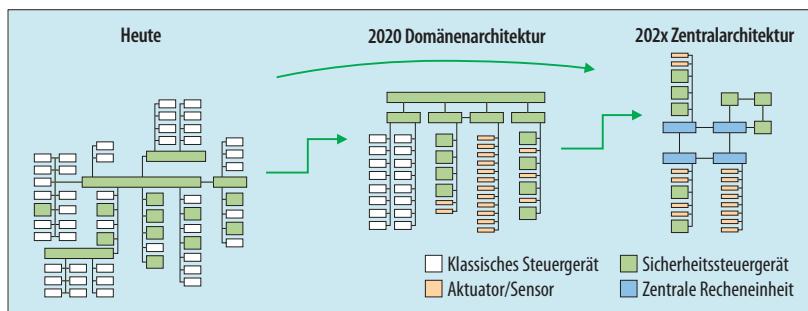 Heute
2020 Domänenarchitektur
202x Zentralarchitektur
Klassisches Steuergerät
Sicherheitssteuergerät
Aktuator/Sensor
Zentrale Recheneinheit